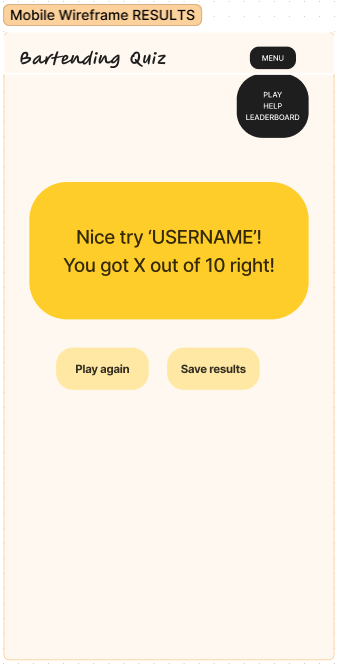 Mobile Wireframe RESULTS
Bartending Quiz
MENU
PLAY
HELP
LEADERBOARD
Nice try ‘USERNAME’!
You got X out of 10 right!
Play again
Save results